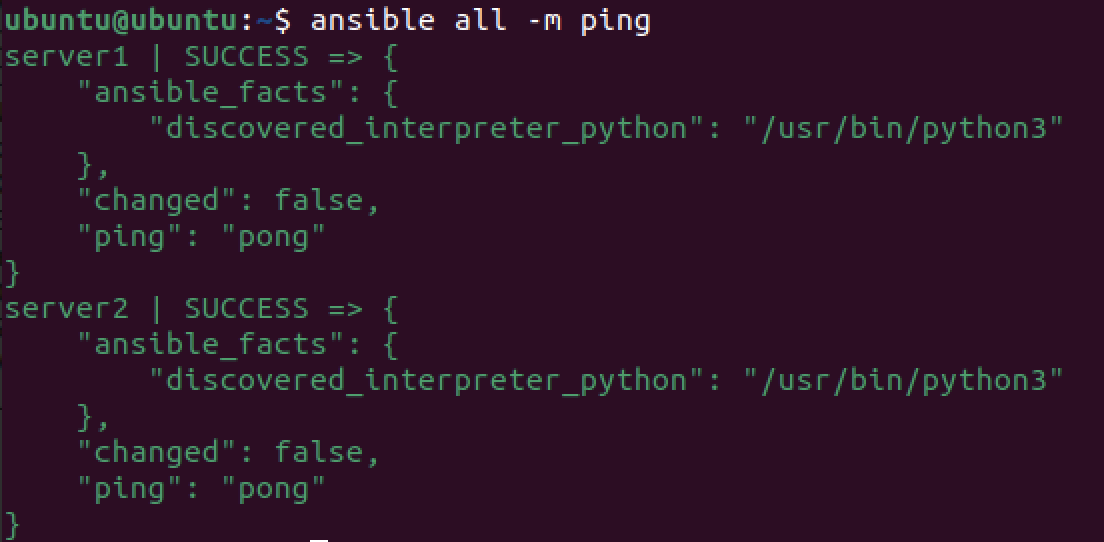 ubuntu@ubuntu:~$ ansible all -m ping
server1 | SUCCESS => {
    "ansible_facts": {
        "discovered_interpreter_python": "/usr/bin/python3"
    },
    "changed": false,
    "ping": "pong"
}
server2 | SUCCESS => {
    "ansible_facts": {
        "discovered_interpreter_python": "/usr/bin/python3"
    },
    "changed": false,
    "ping": "pong"
}